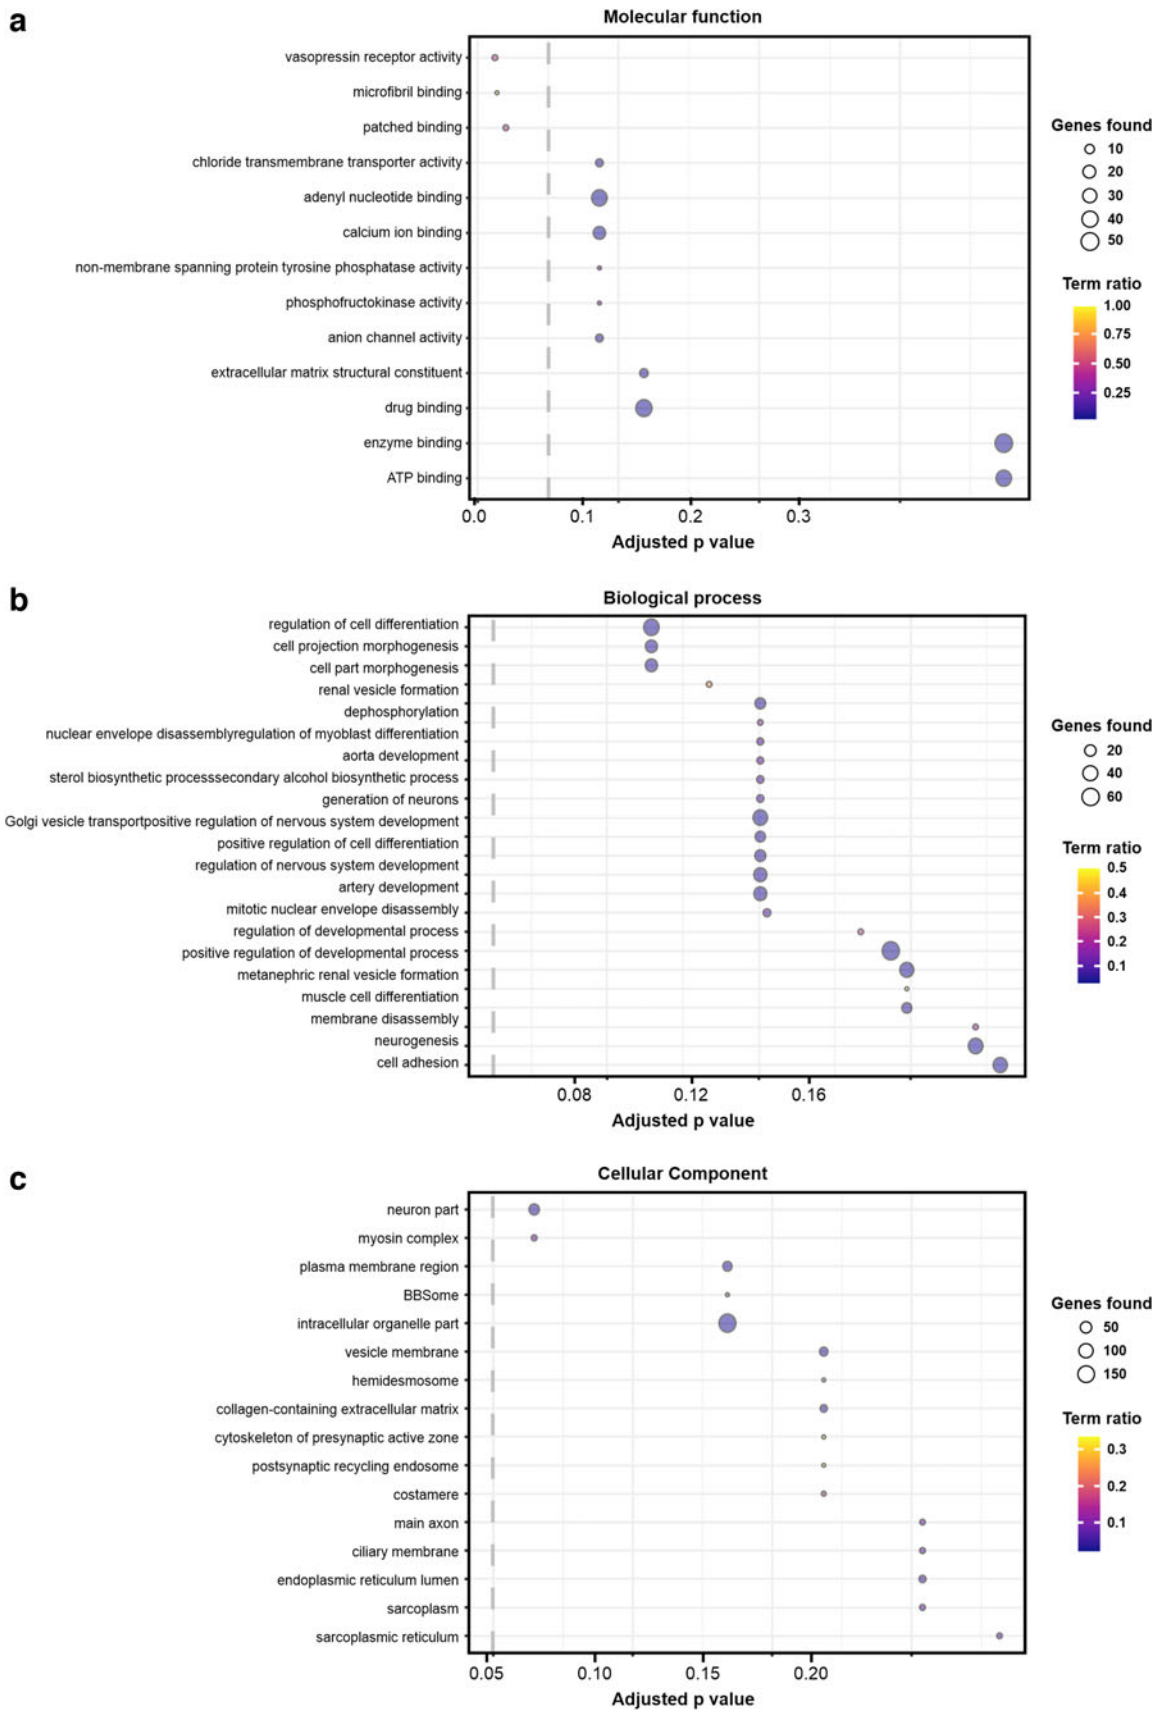 a
Molecular function
vasopressin receptor activity
microfibril binding
patched binding
chloride transmembrane transporter activity
adenyl nucleotide binding
calcium ion binding
non-membrane spanning protein tyrosine phosphatase activity
phosphofructokinase activity
anion channel activity
extracellular matrix structural constituent
drug binding
enzyme binding
ATP binding
0.0 0.1 0.2 0.3
Adjusted p value
Genes found
10
20
30
40
50
Term ratio
1.00
0.75
0.50
0.25
b
Biological process
regulation of cell differentiation
cell projection morphogenesis
cell part morphogenesis
renal vesicle formation
dephosphorylation
nuclear envelope disassemblyregulation of myoblast differentiation
aorta development
sterol biosynthetic processsecondary alcohol biosynthetic process
generation of neurons
Golgi vesicle transportpositive regulation of nervous system development
positive regulation of cell differentiation
regulation of nervous system development
artery development
mitotic nuclear envelope disassembly
regulation of developmental process
positive regulation of developmental process
metanephric renal vesicle formation
muscle cell differentiation
membrane disassembly
neurogenesis
cell adhesion
0.08 0.12 0.16
Adjusted p value
Genes found
20
40
60
Term ratio
0.5
0.4
0.3
0.2
0.1
c
Cellular Component
neuron part
myosin complex
plasma membrane region
BBSome
intracellular organelle part
vesicle membrane
hemidesmosome
collagen-containing extracellular matrix
cytoskeleton of presynaptic active zone
postsynaptic recycling endosome
costamere
main axon
ciliary membrane
endoplasmic reticulum lumen
sarcoplasm
sarcoplasmic reticulum
0.05 0.10 0.15 0.20
Adjusted p value
Genes found
50
100
150
Term ratio
0.3
0.2
0.1